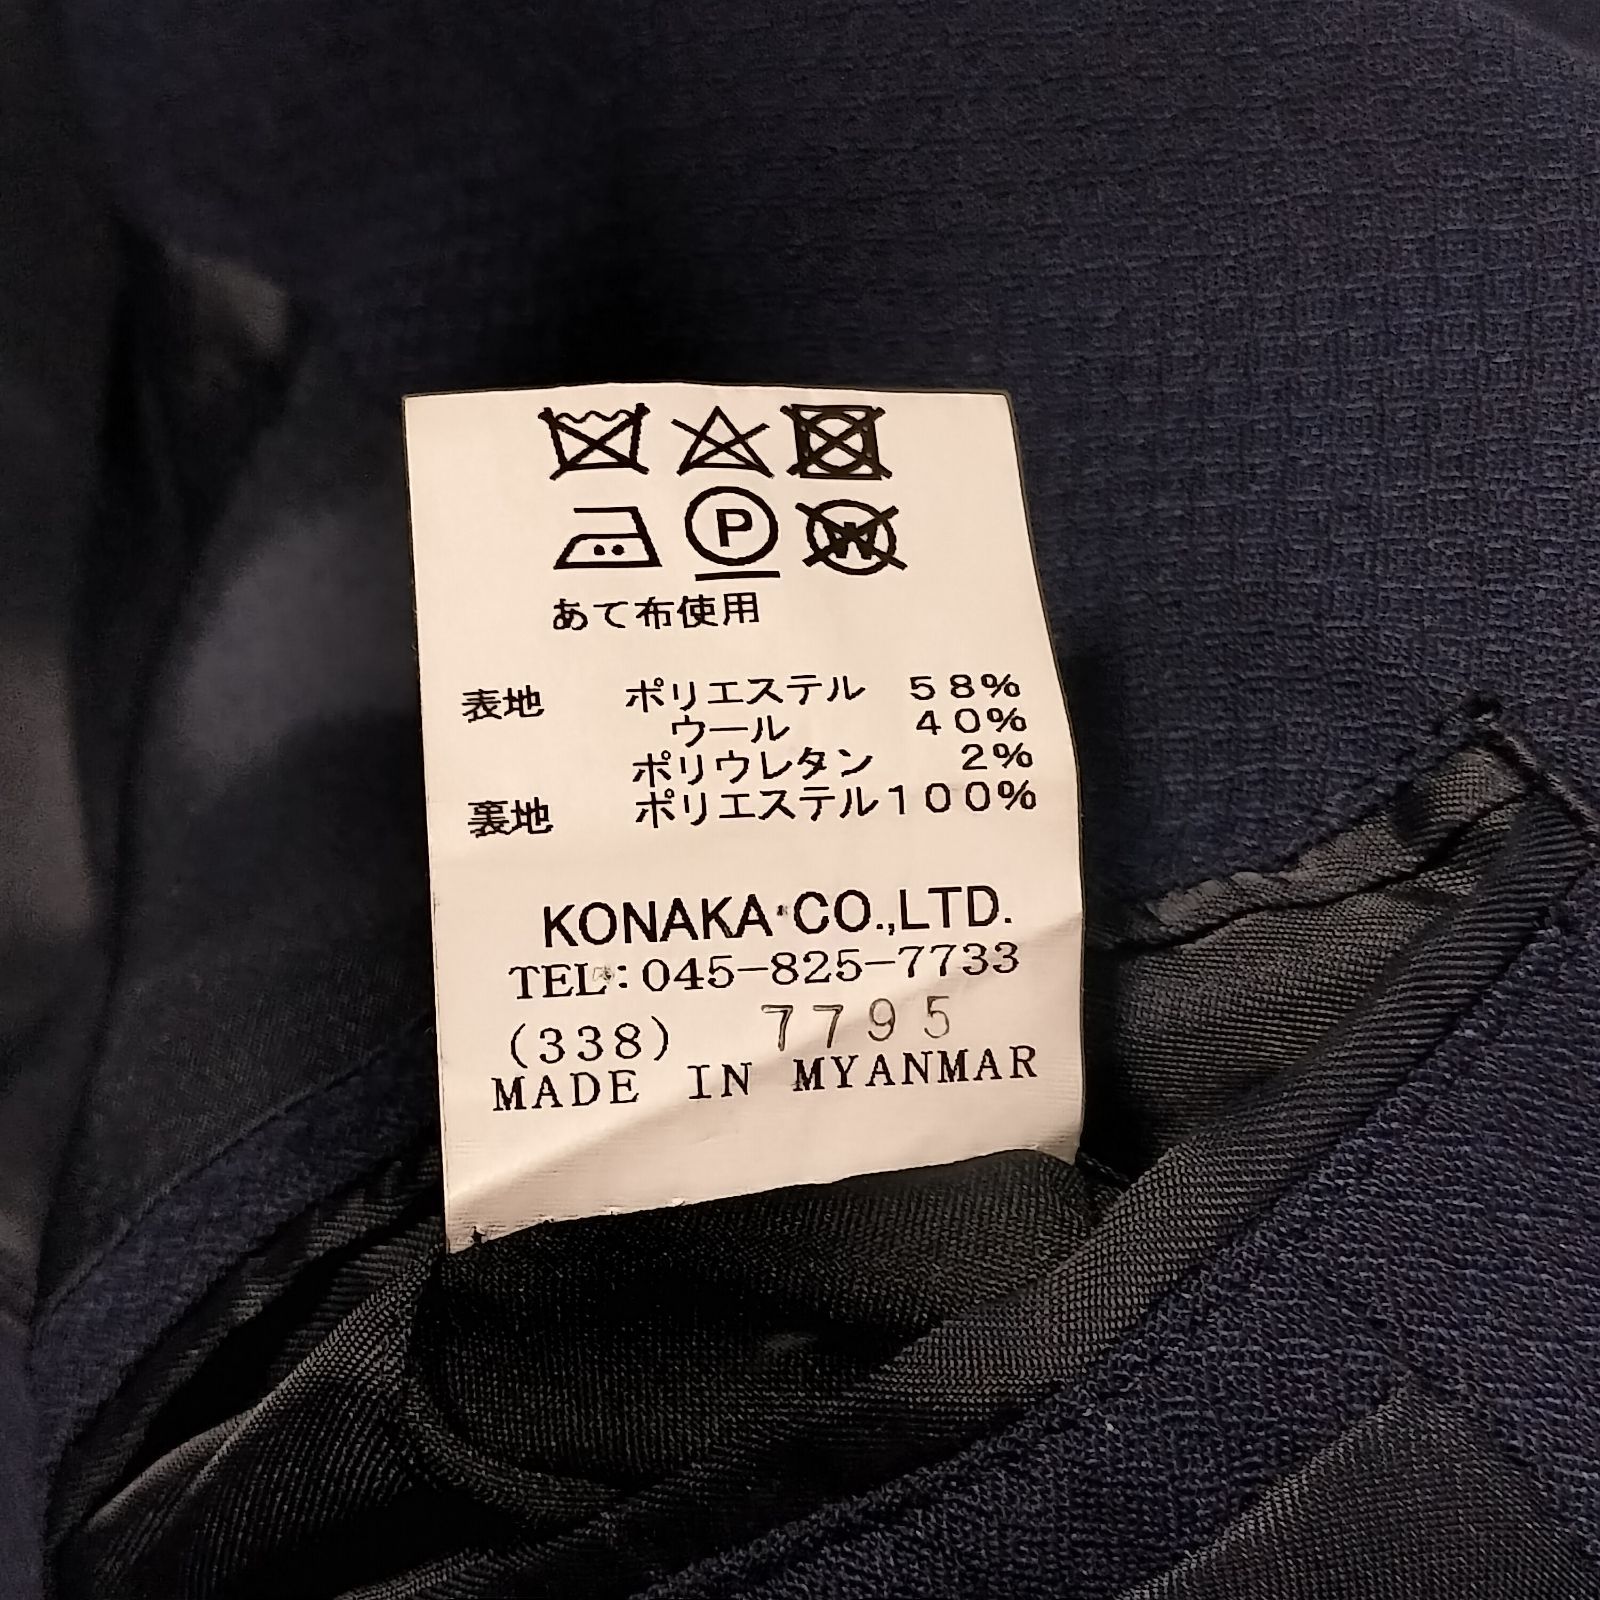 P W
あて布使用
表地 ポリエステル 58%
ウール 40%
ポリウレタン 2%
裏地 ポリエステル100%
KONAKA CO.,LTD.
TEL:045-825-7733
(338) 7795
MADE IN MYANMAR